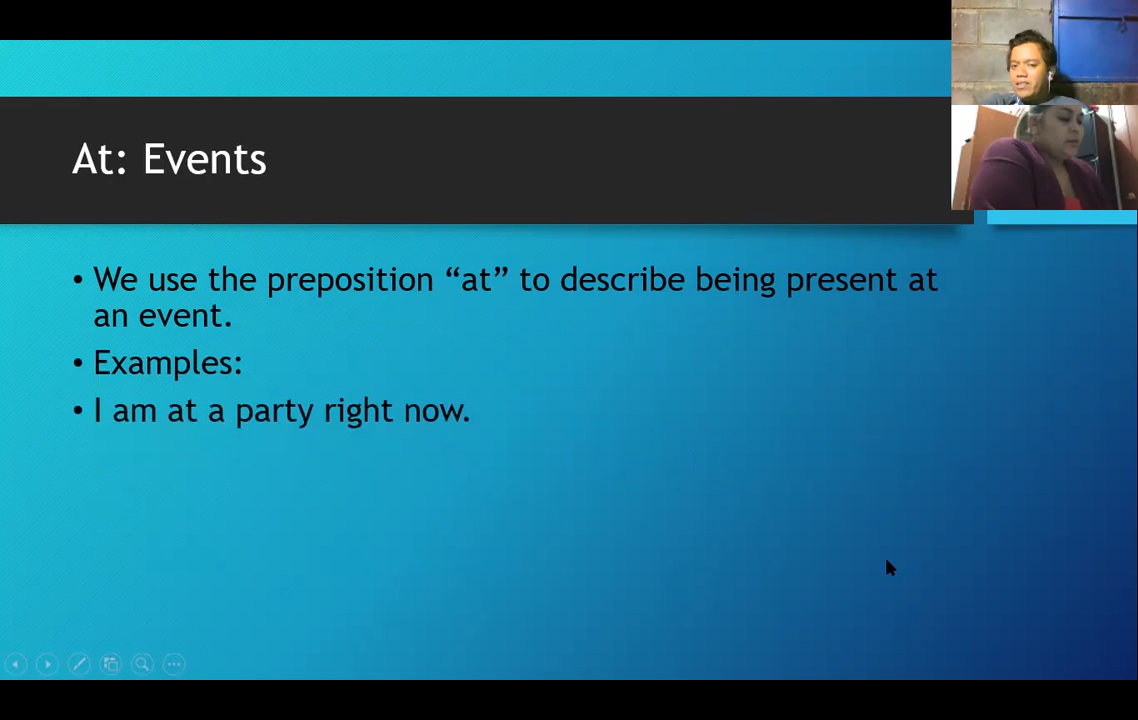 At: Events
• We use the preposition “at” to describe being present at
an event.
• Examples:
• I am at a party right now.